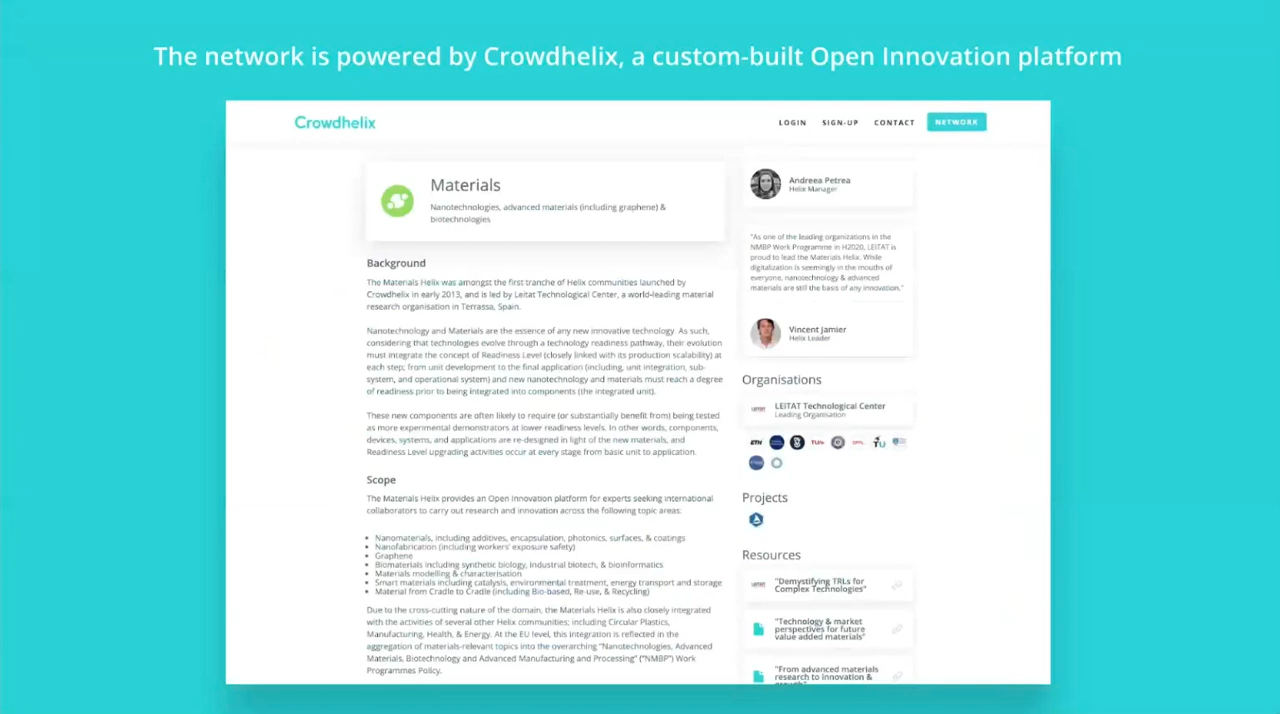 The network is powered by Crowdhelix, a custom-built Open Innovation platform
Crowdhelix
LOGIN SIGN-UP CONTACT NETWORK
Materials
Nanotechnologies, advanced materials (including graphene) &
biotechnologies
Background
The Materials Helix was amongst the first tranche of Helix communities launched by
Crowdhelix in early 2013, and is led by Leitat Technological Center, a world-leading material
research organisation in Terrassa, Spain.
Nanotechnology and Materials are the essence of any new innovative technology. As such,
considering that technologies evolve through a technology readiness pathway, their evolution
must integrate the concept of Readiness Level (closely linked with its production scalability) at
each step; from unit development to the final application (including, unit integration, sub-
system, and operational system) and new nanotechnology and materials must reach a degree
of readiness prior to being integrated into components (the integrated unit).
These new components are often likely to require (or substantially benefit from) being tested
as more experimental demonstrators at lower readiness levels. In other words, components,
devices, systems, and applications are re-designed in light of the new materials, and
Readiness Level upgrading activities occur at every stage from basic unit to application.
Scope
The Materials Helix provides an Open Innovation platform for experts seeking international
collaborators to carry out research and innovation across the following topic areas:
• Nanomaterials, including additives, encapsulation, photonics, surfaces, & coatings
• Nanofabrication (including workers' exposure safety)
• Graphene
• Biomaterials including synthetic biology, industrial biotech, & bioinformatics
• Materials modelling & characterisation
• Smart materials including catalysis, environmental treatment, energy transport and storage
• Material from Cradle to Cradle (including Bio-based, Re-use, & Recycling)
Due to the cross-cutting nature of the domain, the Materials Helix is also closely integrated
with the activities of several other Helix communities; including Circular Plastics,
Manufacturing, Health, & Energy. At the EU level, this integration is reflected in the
aggregation of materials-relevant topics into the overarching "Nanotechnologies, Advanced
Materials, Biotechnology and Advanced Manufacturing and Processing" ("NMBP") Work
Programmes Policy.
Andreea Petrea
Helix Manager
"As one of the leading organizations in the
NMBP Work Programme in H2020, LEITAT is
proud to lead the Materials Helix. While
digitalization is seemingly in the mouths of
everyone, nanotechnology & advanced
materials are still the basis of any innovation."
Vincent Jamier
Helix Leader
Organisations
LEITAT
LEITAT Technological Center
Leading Organisation
ETH
Projects
Resources
LEITAT
"Demystifying TRLs for
Complex Technologies"
"Technology & market
perspectives for future
value added materials"
"From advanced materials
research to innovation &
growth"